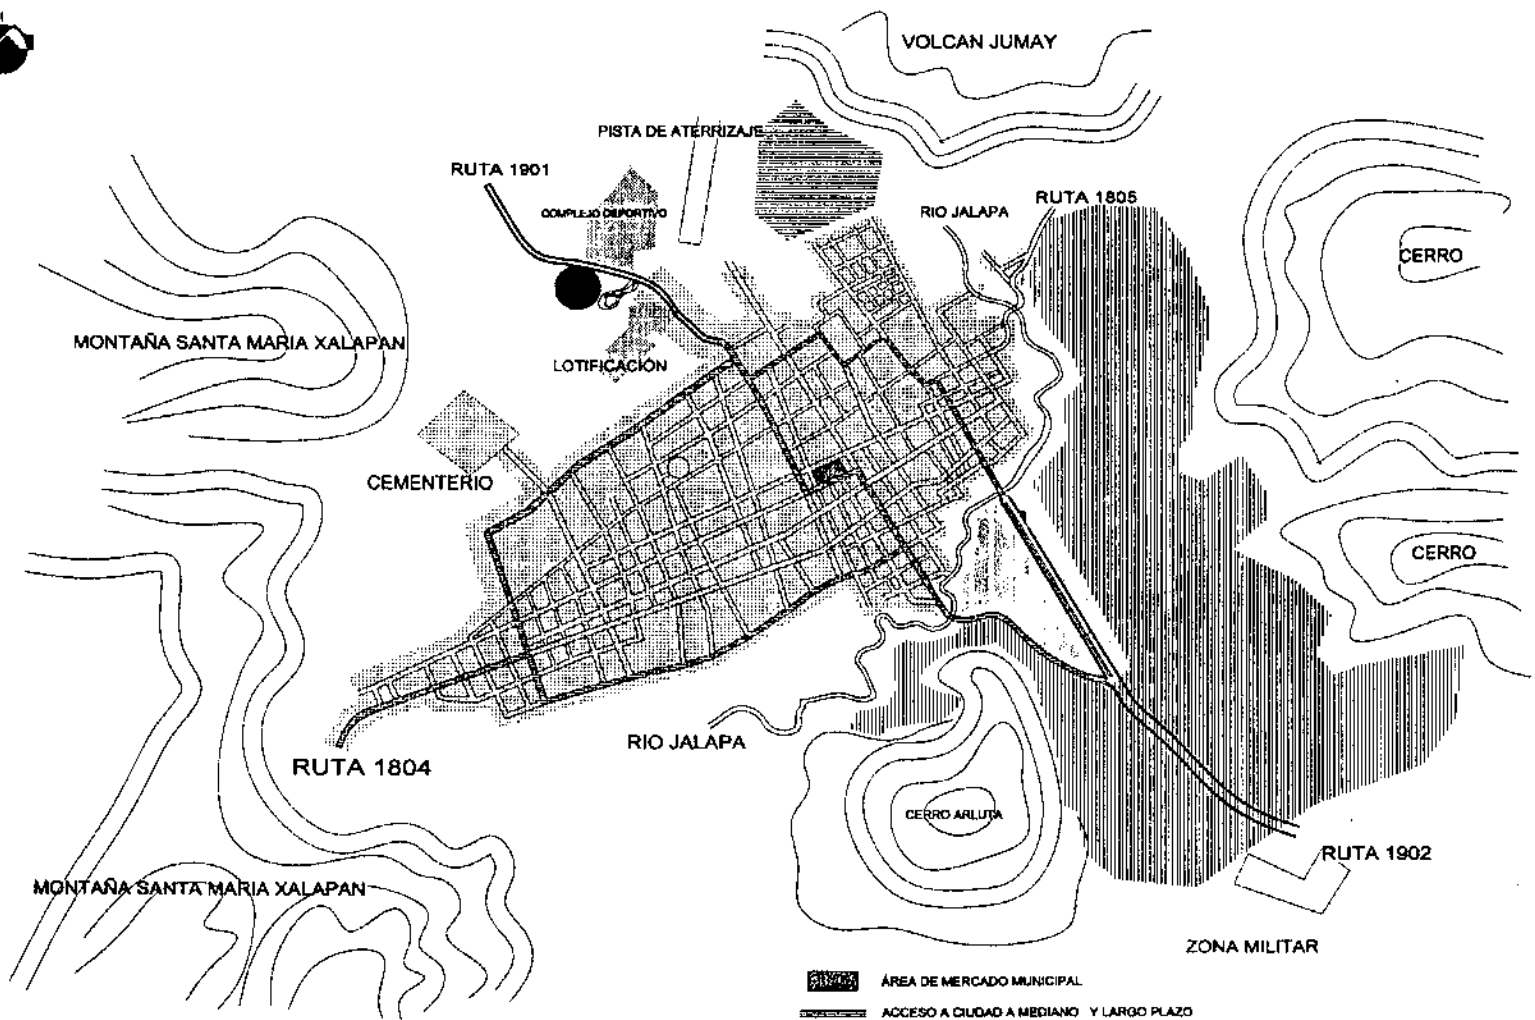 VOLCAN JUMAY
PISTA DE ATERRIZAJE
RUTA 1901
RUTA 1805
COMPLEJO DEPORTIVO
RIO JALAPA
CERRO
MONTAÑA SANTA MARIA XALAPAN
LOTIFICACIÓN
CEMENTERIO
CERRO
RIO JALAPA
RUTA 1804
CERRO ARLUTA
RUTA 1902
MONTAÑA SANTA MARIA XALAPAN
ZONA MILITAR
ÁREA DE MERCADO MUNICIPAL
ACCESO A CIUDAD A MEDIANO Y LARGO PLAZO